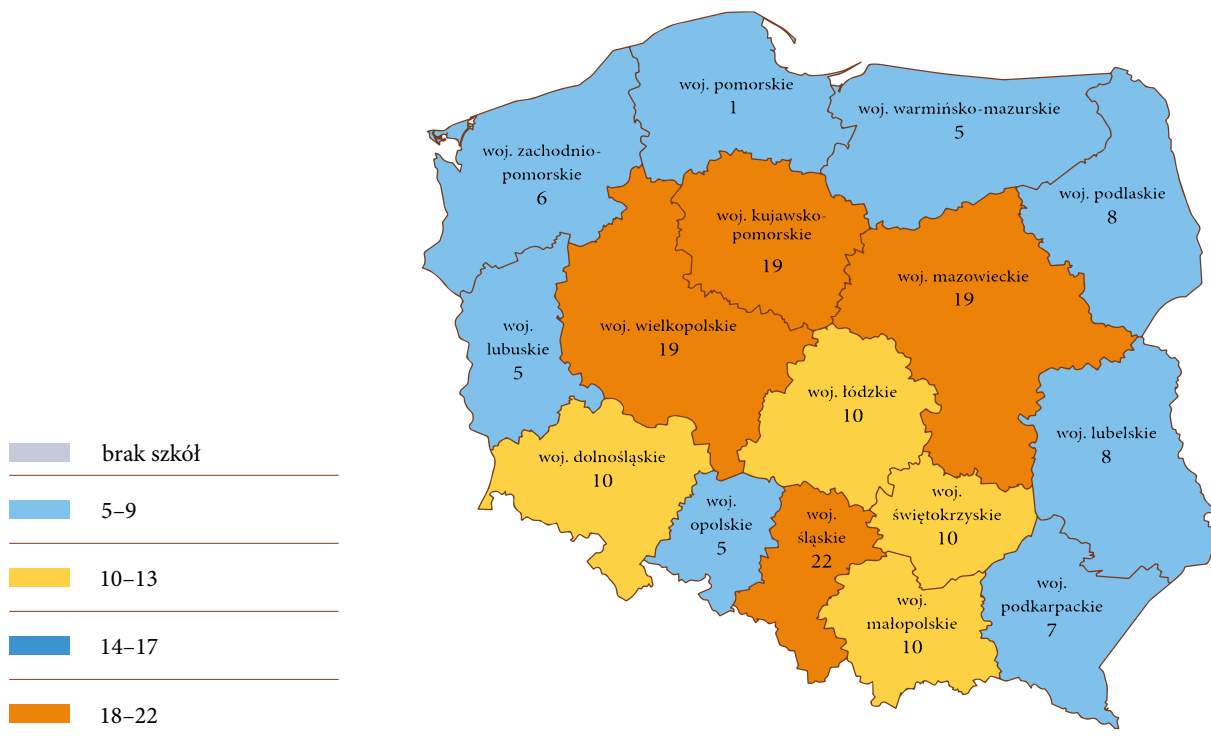 brak szkół
5–9
10–13
14–17
18–22
woj. pomorskie
1
woj. warmińsko-mazurskie
5
woj. zachodnio-
pomorskie
6
woj. podlaskie
8
woj. kujawsko-
pomorskie
19
woj. mazowieckie
19
woj.
lubuskie
5
woj. wielkopolskie
19
woj. łódzkie
10
woj. lubelskie
8
woj. dolnośląskie
10
woj.
opolskie
5
woj.
śląskie
22
woj.
świętokrzyskie
10
woj.
małopolskie
10
woj.
podkarpackie
7